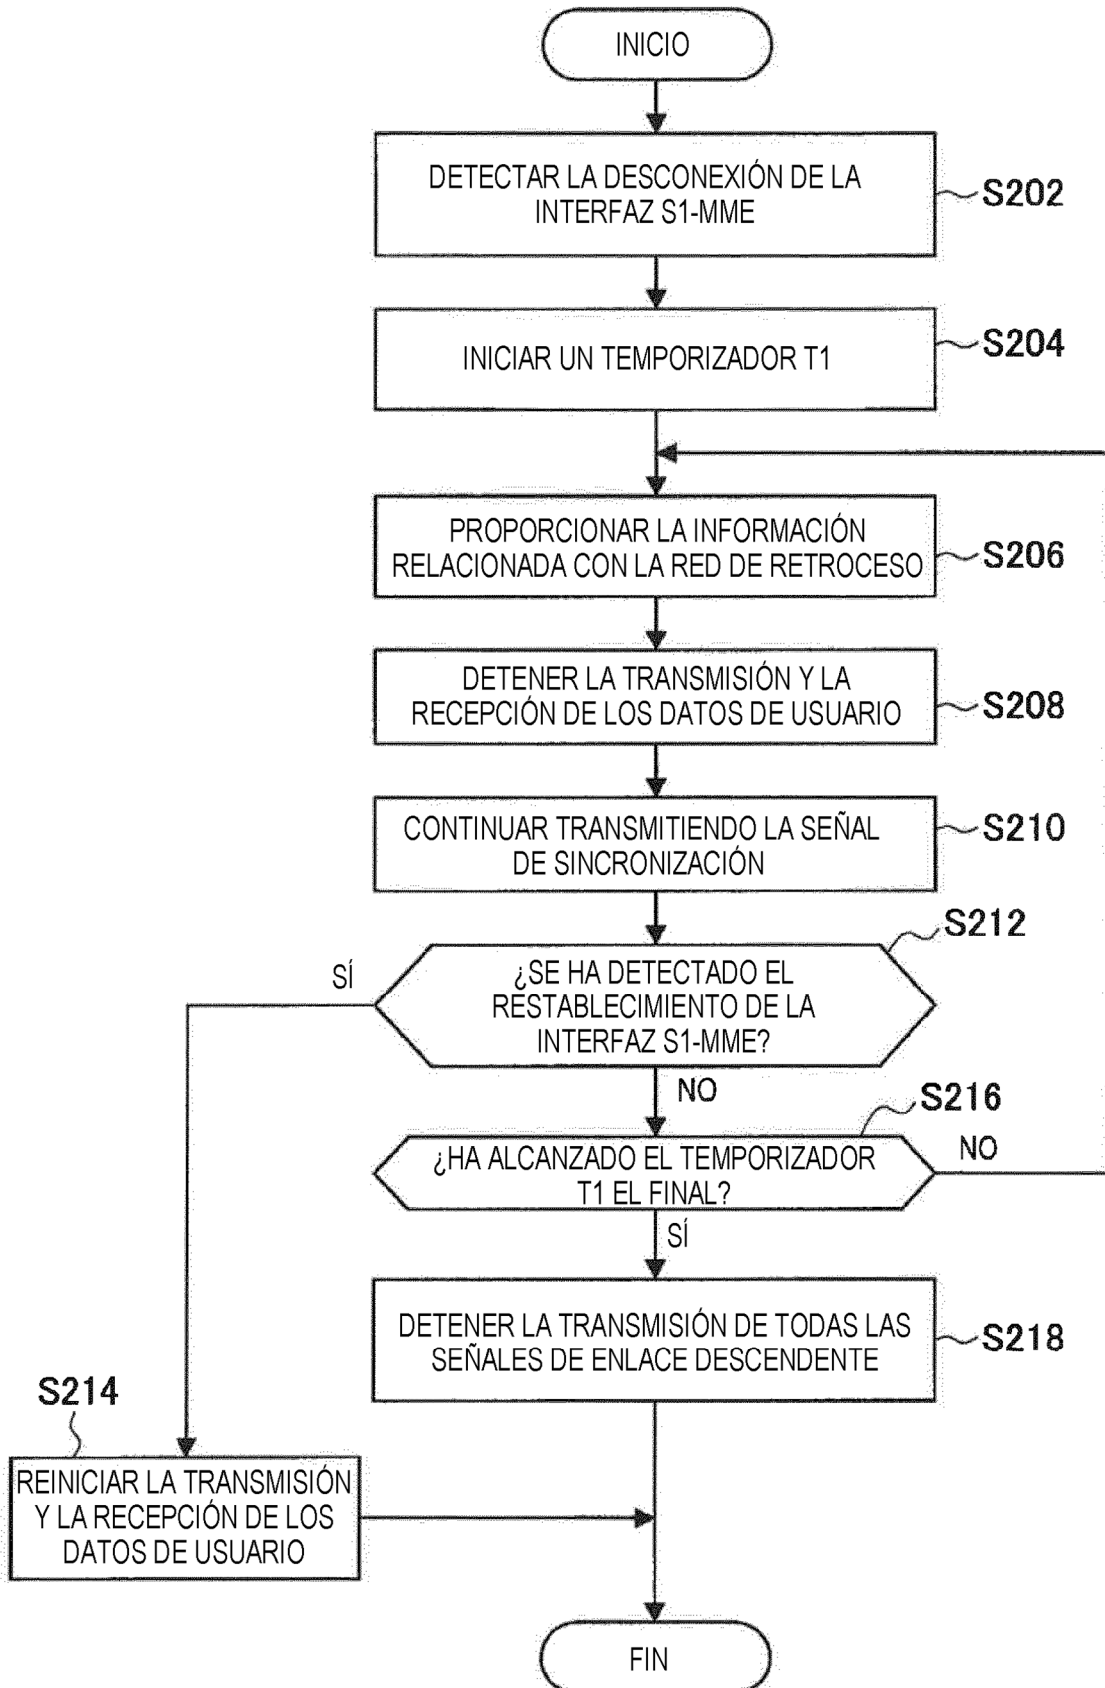 INICIO
DETECTAR LA DESCONEXIÓN DE LA
INTERFAZ S1-MME
S202
INICIAR UN TEMPORIZADOR T1
S204
PROPORCIONAR LA INFORMACIÓN
RELACIONADA CON LA RED DE RETROCESO
S206
DETENER LA TRANSMISIÓN Y LA
RECEPCIÓN DE LOS DATOS DE USUARIO
S208
CONTINUAR TRANSMITIENDO LA SEÑAL
DE SINCRONIZACIÓN
S210
S212
SÍ
¿SE HA DETECTADO EL
RESTABLECIMIENTO DE LA
INTERFAZ S1-MME?
NO
S216
¿HA ALCANZADO EL TEMPORIZADOR
T1 EL FINAL?
NO
SÍ
DETENER LA TRANSMISIÓN DE TODAS LAS
SEÑALES DE ENLACE DESCENDENTE
S218
S214
REINICIAR LA TRANSMISIÓN
Y LA RECEPCIÓN DE LOS
DATOS DE USUARIO
FIN